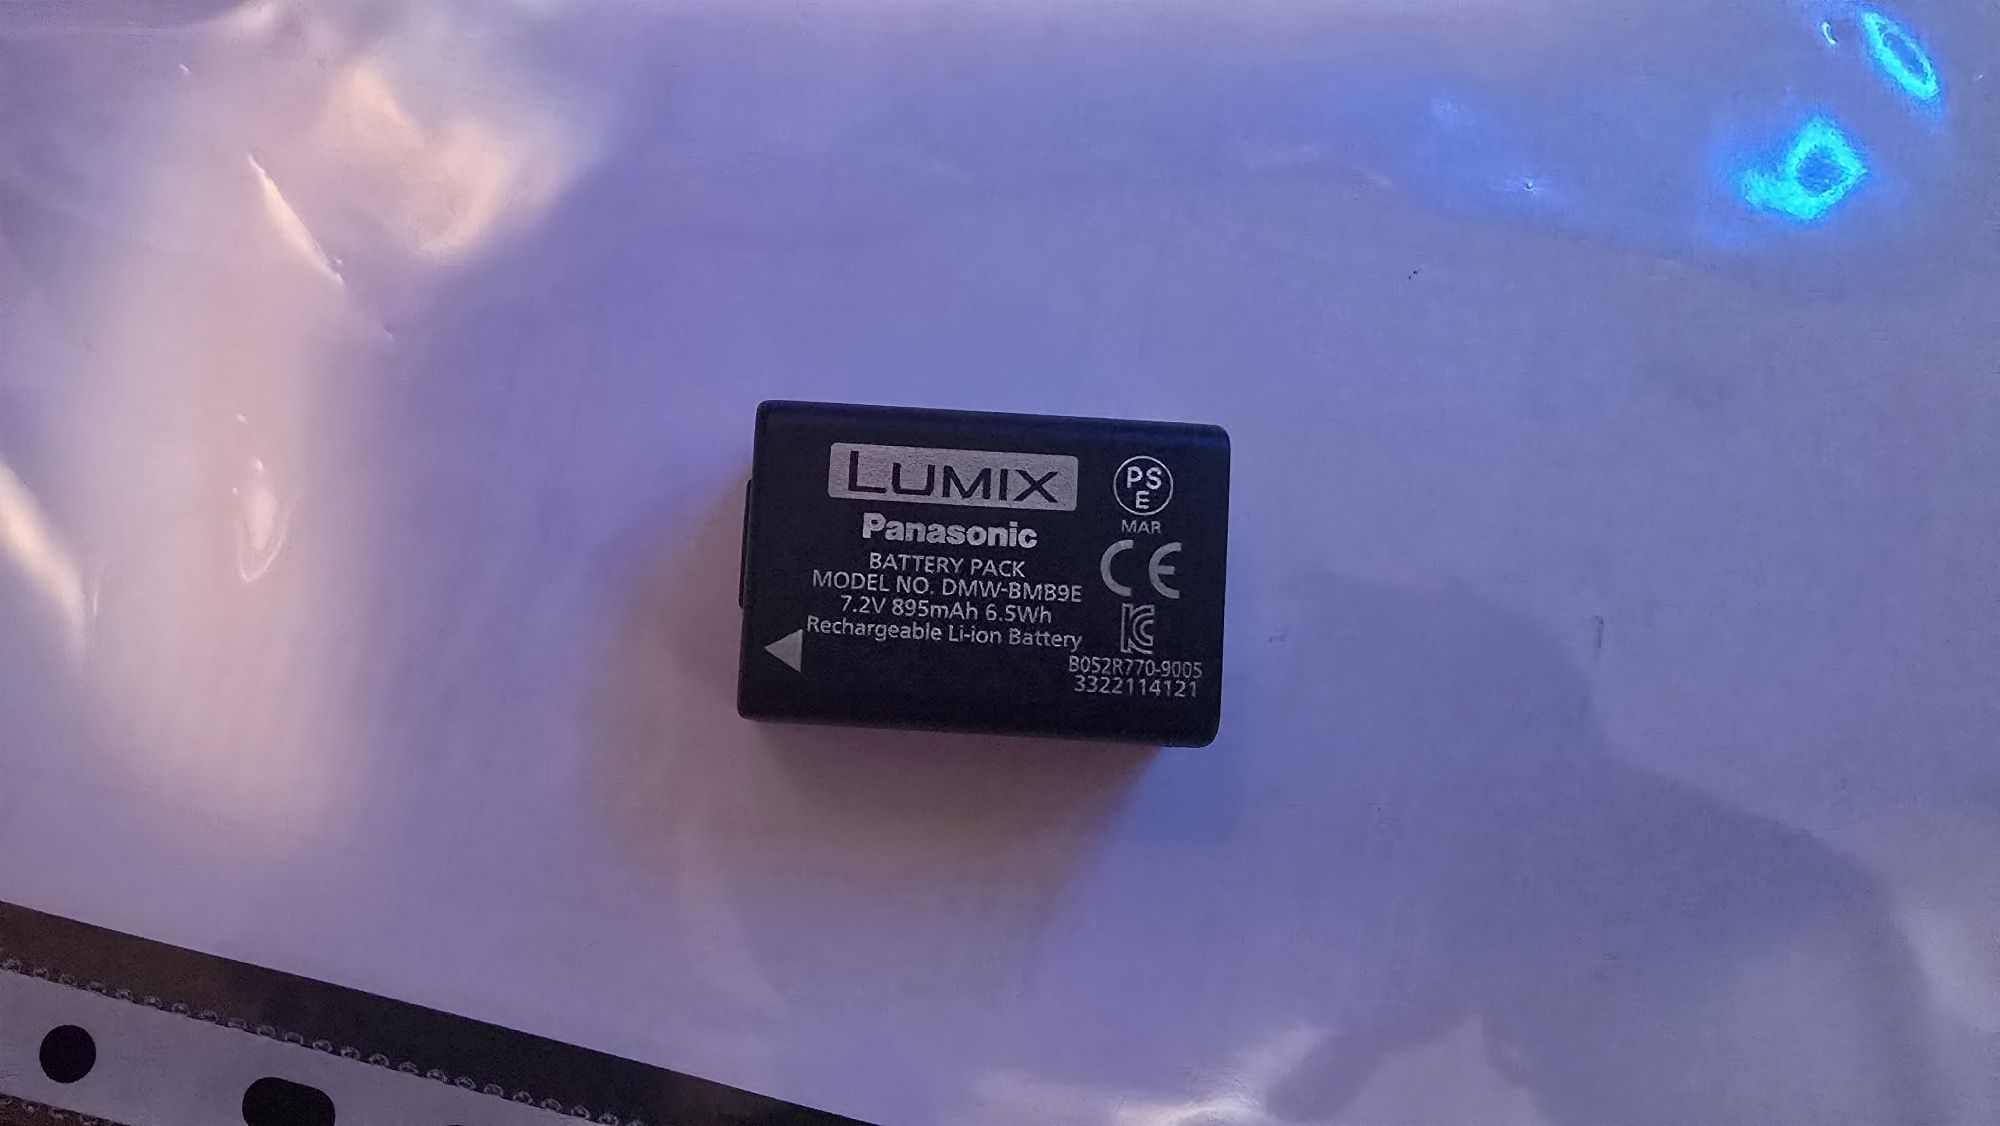 LUMIX
Panasonic
BATTERY PACK
MODEL NO. DMW-BMB9E
7.2V 895mAh 6.5Wh
Rechargeable Li-ion Battery
PS
E
MAR
CE
KC
B052R770-9005
3322114121